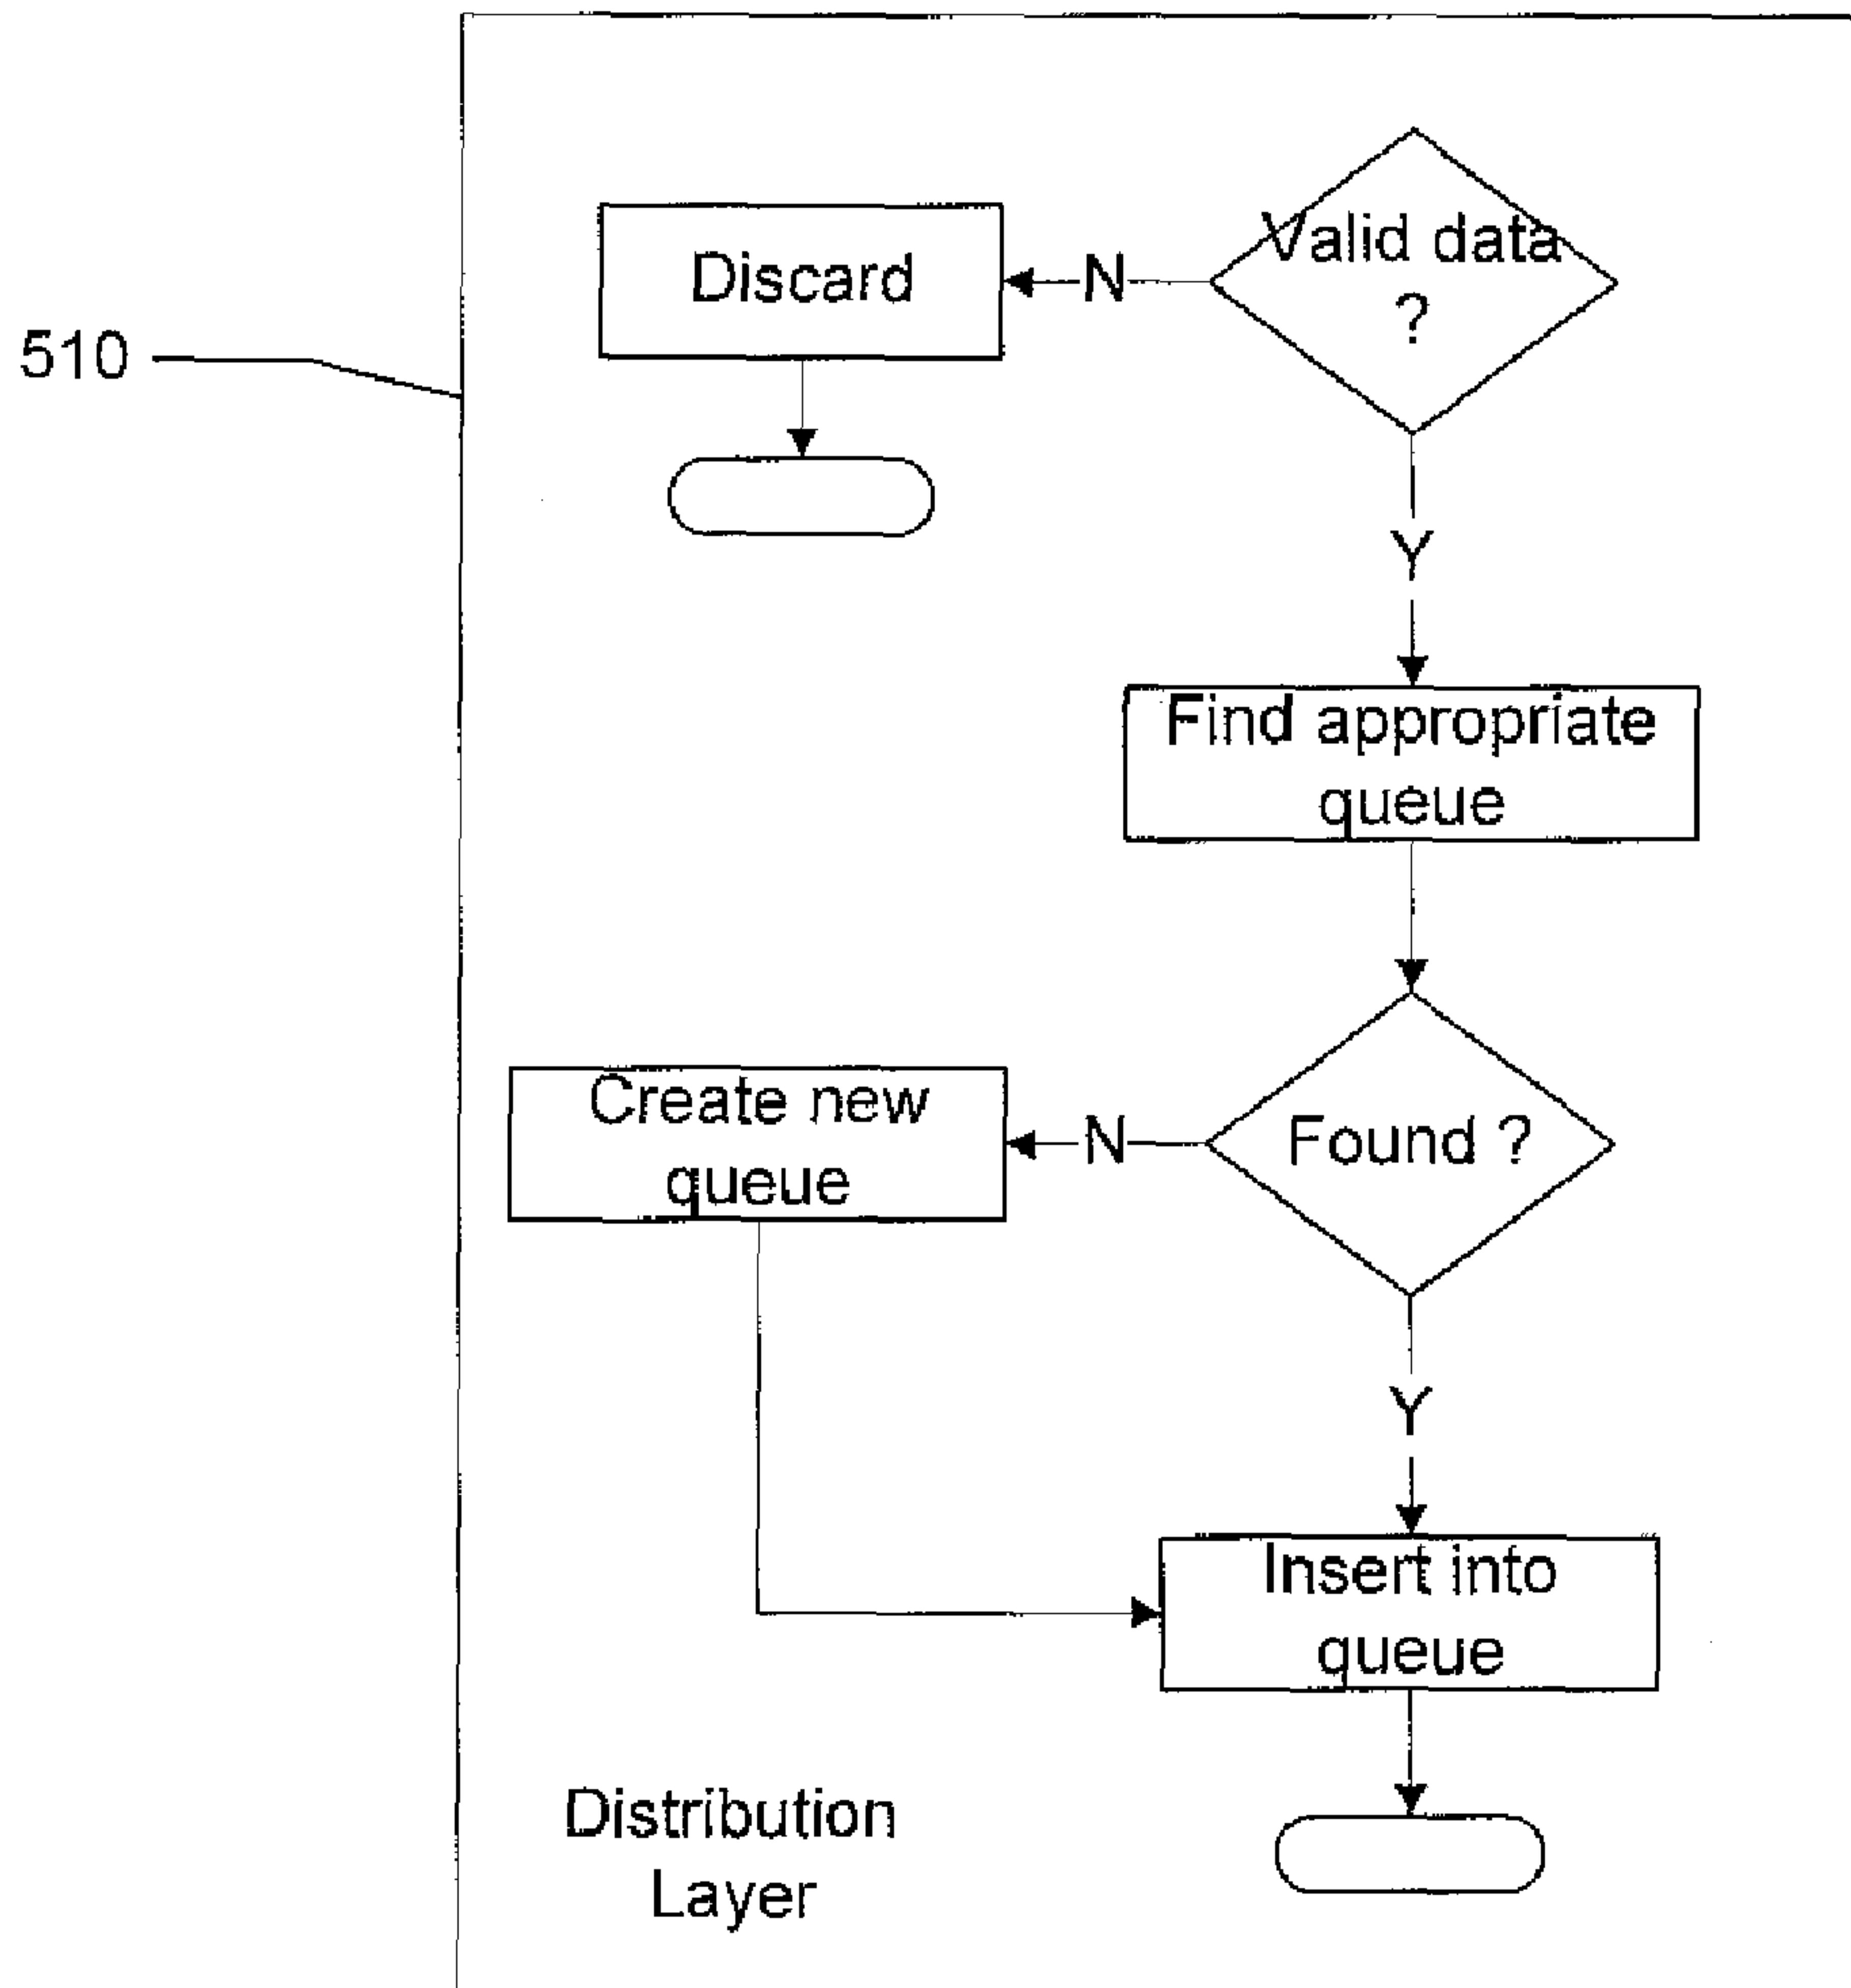 Valid data
?
Discard
N
510
Y
Find appropriate
queue
Create new
queue
N
Found ?
Y
Insert into
queue
Distribution
Layer